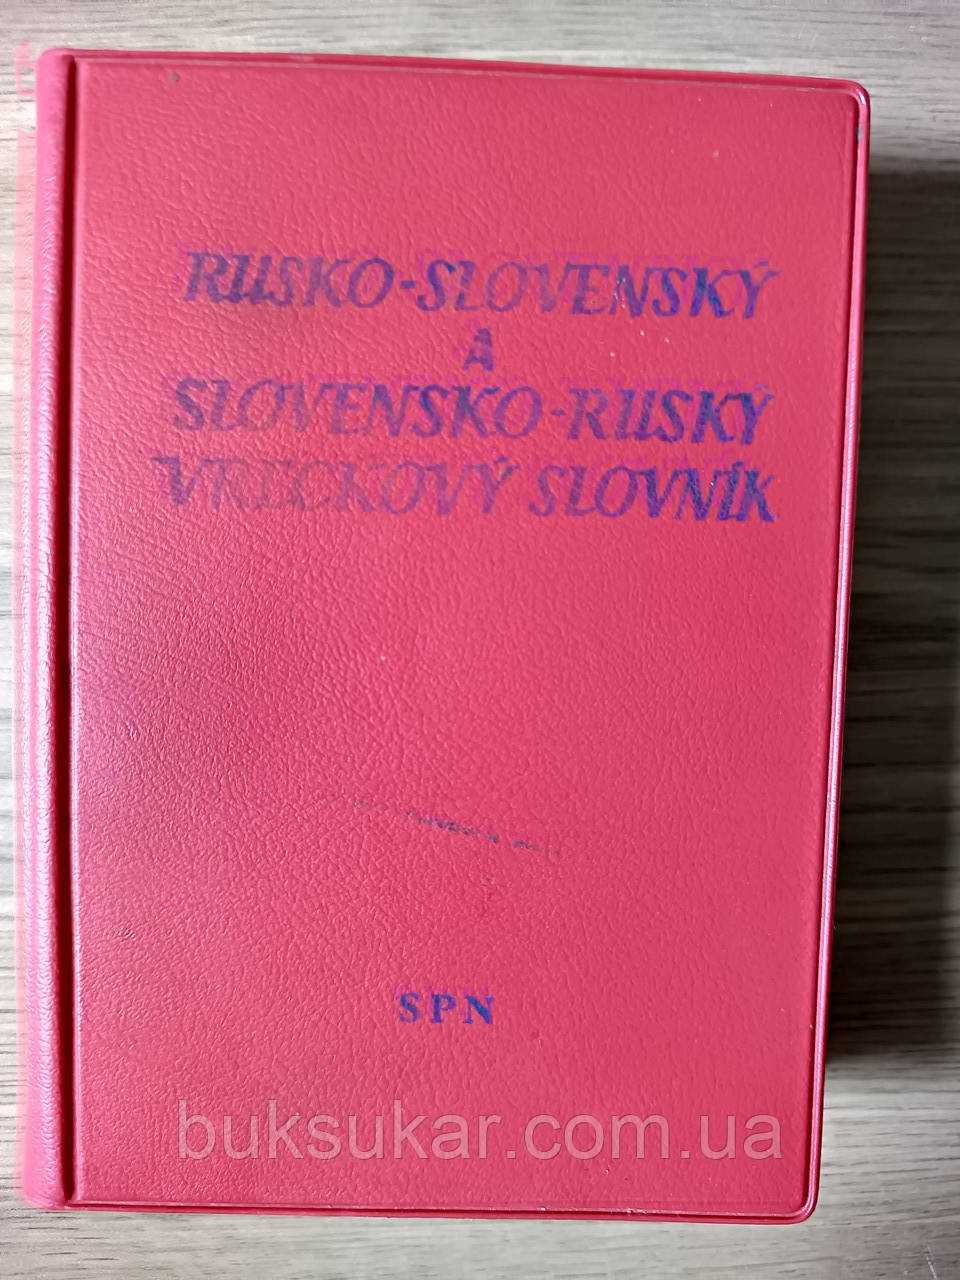 RUSKO-SLOVENSKÝ
A
SLOVENSKO-RUSKÝ
VRECKOVÝ SLOVNÍK
SPN
buksukar.com.ua